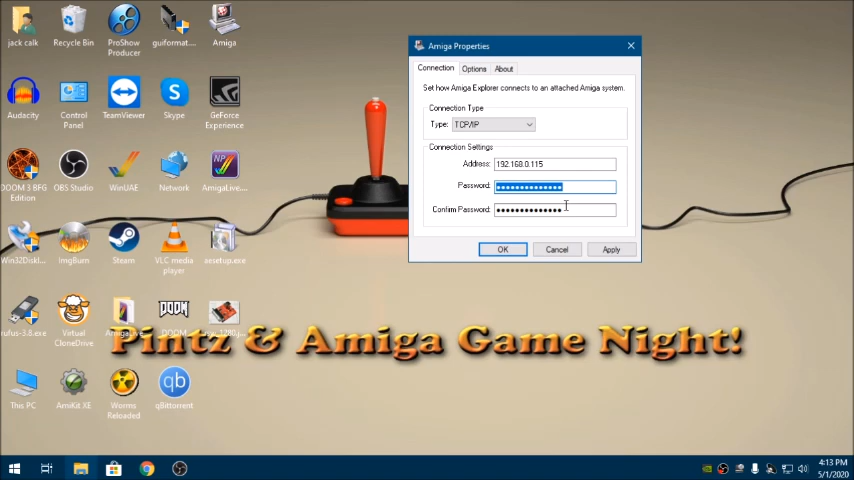 jack calk
Recycle Bin
ProShow
Producer
guiformat....
Amiga
Audacity
Control
Panel
TeamViewer
Skype
GeForce
Experience
DOOM 3 BFG
Edition
OBS Studio
WinUAE
Network
NP
AmigaLive....
ImgBurn
Steam
VLC media
player
aesetup.exe
rufus-3.8.exe
Virtual
CloneDrive
DOOM
This PC
AmiKit XE
Worms
Reloaded
qb
qBittorrent
Amiga Properties
Connection
Options
About
Set how Amiga Explorer connects to an attached Amiga system.
Connection Type
Type:
TCP/IP
Connection Settings
Address:
192.168.0.115
Password:
Confirm Password:
OK
Cancel
Apply
Pintz & Amiga Game Night!
4:13 PM
5/1/2020